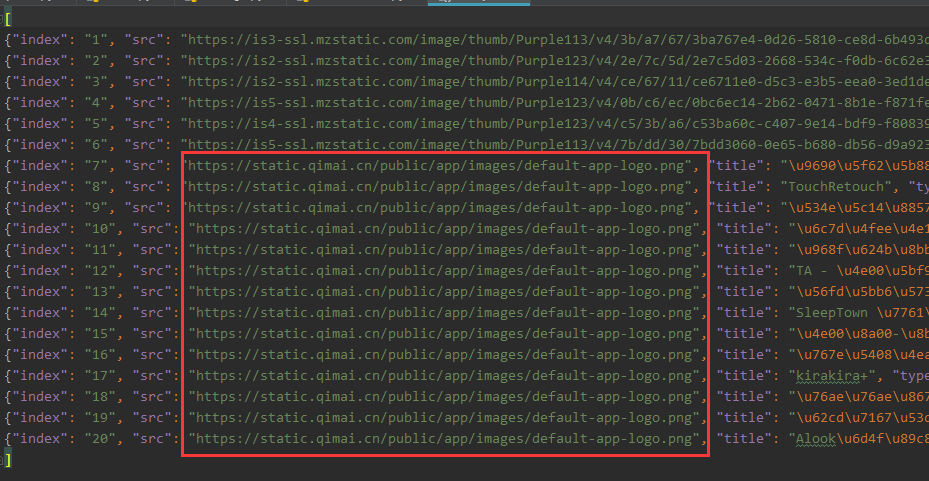 [
{"index": "1", "src": "https://is3-ssl.mzstatic.com/image/thumb/Purple113/v4/3b/a7/67/3ba767e4-0d26-5810-ce8d-6b493d
{"index": "2", "src": "https://is2-ssl.mzstatic.com/image/thumb/Purple123/v4/2e/7c/5d/2e7c5d03-2668-534c-f0db-6c62e3
{"index": "3", "src": "https://is2-ssl.mzstatic.com/image/thumb/Purple114/v4/ce/67/11/ce6711e0-d5c3-e3b5-eea0-3ed1de
{"index": "4", "src": "https://is5-ssl.mzstatic.com/image/thumb/Purple123/v4/0b/c6/ec/0bc6ec14-2b62-0471-8b1e-f871fe
{"index": "5", "src": "https://is4-ssl.mzstatic.com/image/thumb/Purple123/v4/c5/3b/a6/c53ba60c-c407-9e14-bdf9-f80839
{"index": "6", "src": "https://is5-ssl.mzstatic.com/image/thumb/Purple123/v4/7b/dd/30/7bdd3060-0e65-b680-db56-d9a923
{"index": "7", "src": "https://static.qimai.cn/public/app/images/default-app-logo.png", "title": "\u9690\u5f62\u5b88
{"index": "8", "src": "https://static.qimai.cn/public/app/images/default-app-logo.png", "title": "TouchRetouch", "ty
{"index": "9", "src": "https://static.qimai.cn/public/app/images/default-app-logo.png", "title": "\u534e\u5c14\u8857
{"index": "10", "src": "https://static.qimai.cn/public/app/images/default-app-logo.png", "title": "\u6c7d\u4fee\u4e1
{"index": "11", "src": "https://static.qimai.cn/public/app/images/default-app-logo.png", "title": "\u968f\u624b\u8bb
{"index": "12", "src": "https://static.qimai.cn/public/app/images/default-app-logo.png", "title": "TA - \u4e00\u5bf9
{"index": "13", "src": "https://static.qimai.cn/public/app/images/default-app-logo.png", "title": "\u56fd\u5bb6\u573
{"index": "14", "src": "https://static.qimai.cn/public/app/images/default-app-logo.png", "title": "SleepTown \u7761\
{"index": "15", "src": "https://static.qimai.cn/public/app/images/default-app-logo.png", "title": "\u4e00\u8a00-\u8b
{"index": "16", "src": "https://static.qimai.cn/public/app/images/default-app-logo.png", "title": "\u767e\u5408\u4ea
{"index": "17", "src": "https://static.qimai.cn/public/app/images/default-app-logo.png", "title": "kirakira+", "type
{"index": "18", "src": "https://static.qimai.cn/public/app/images/default-app-logo.png", "title": "\u76ae\u76ae\u867
{"index": "19", "src": "https://static.qimai.cn/public/app/images/default-app-logo.png", "title": "\u62cd\u7167\u53d
{"index": "20", "src": "https://static.qimai.cn/public/app/images/default-app-logo.png", "title": "Alook\u6d4f\u89c8
]